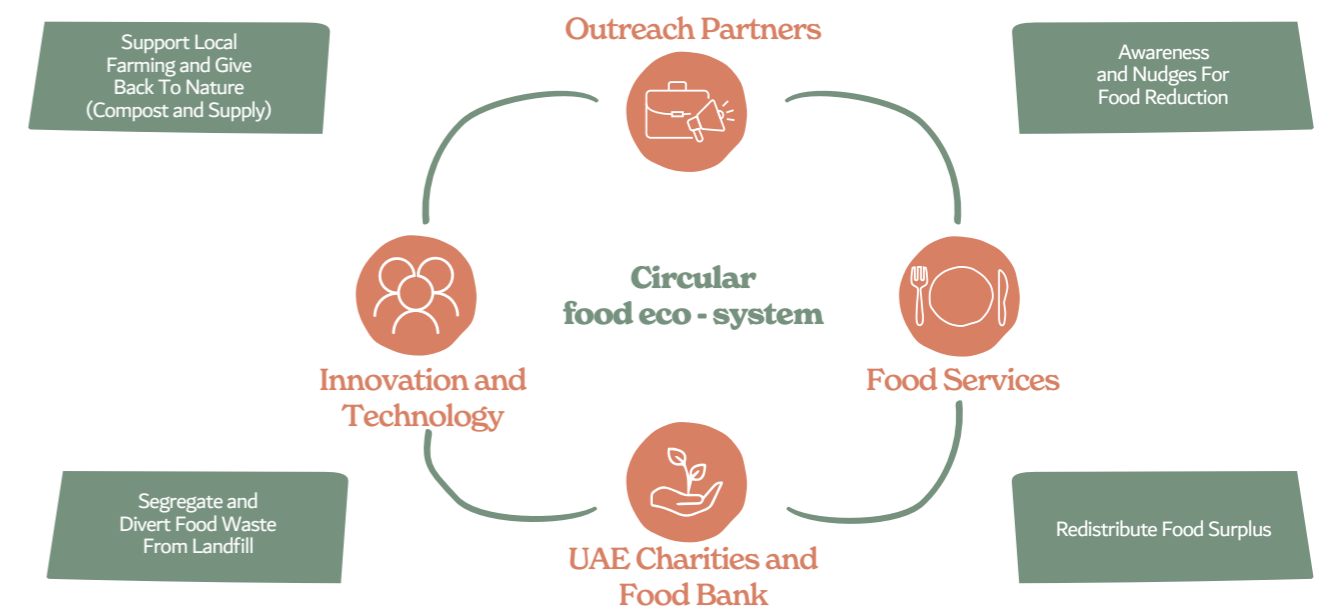 Outreach Partners
Support Local
Farming and Give
Back To Nature
(Compost and Supply)
Awareness
and Nudges For
Food Reduction
Circular
food eco - system
Innovation and
Technology
Food Services
Segregate and
Divert Food Waste
From Landfill
Redistribute Food Surplus
UAE Charities and
Food Bank